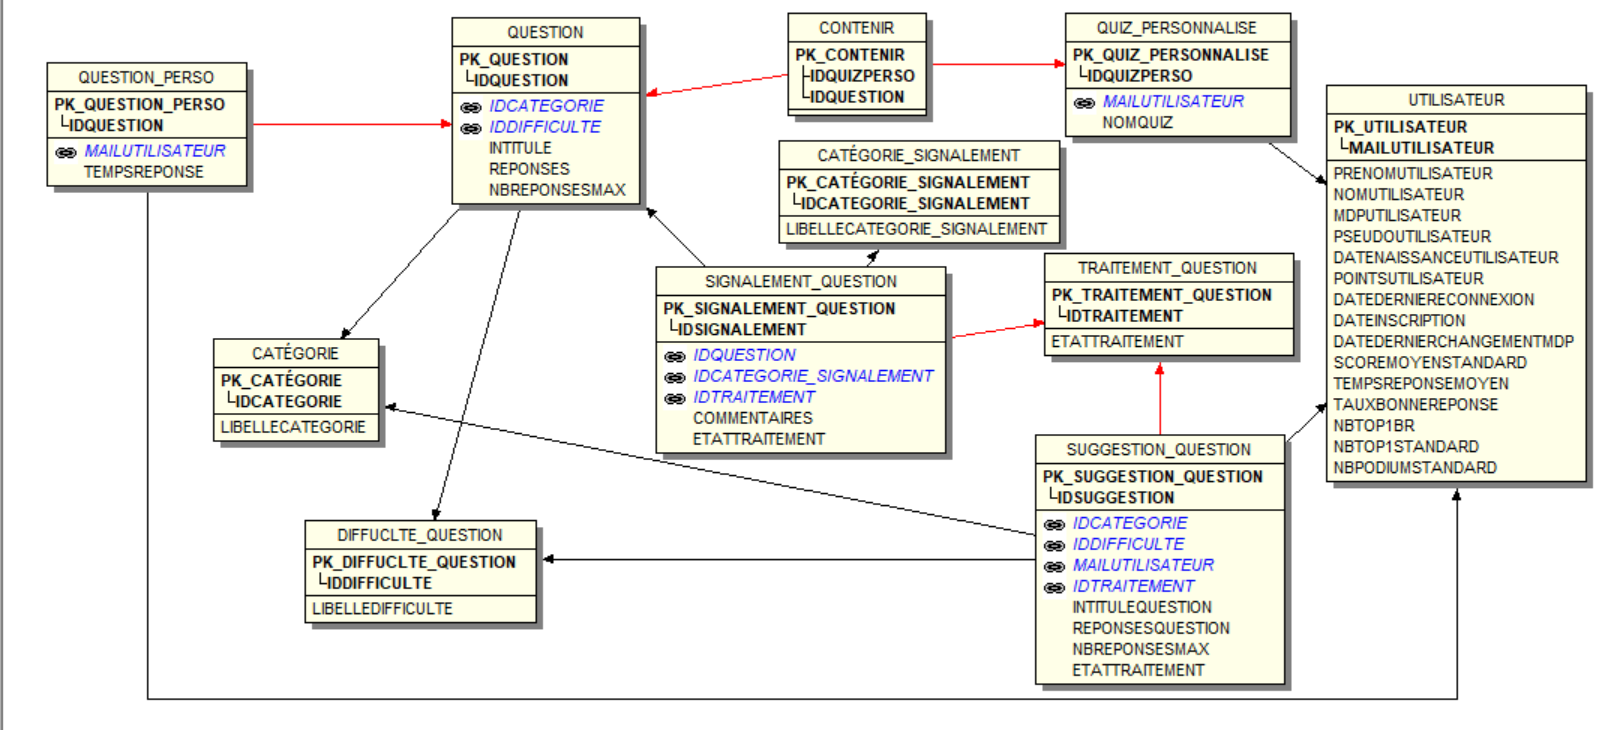 QUESTION_PERSO
PK_QUESTION_PERSO
IDQUESTION
MAILUTILISATEUR
TEMPSREPONSE
QUESTION
PK_QUESTION
IDQUESTION
IDCATEGORIE
IDDIFFICULTE
INTITULE
REPONSES
NBREPONSESMAX
CONTENIR
PK_CONTENIR
IDQUIZPERSO
IDQUESTION
QUIZ_PERSONNALISE
PK_QUIZ_PERSONNALISE
IDQUIZPERSO
MAILUTILISATEUR
NOMQUIZ
UTILISATEUR
PK_UTILISATEUR
MAILUTILISATEUR
PRENOMUTILISATEUR
NOMUTILISATEUR
MDPUTILISATEUR
PSEUDOUTILISATEUR
DATENAISSANCEUTILISATEUR
POINTSUTILISATEUR
DATEDERNIERECONNEXION
DATEINSCRIPTION
DATEDERNIERCHANGEMENTMDP
SCOREMOYENSTANDARD
TEMPSREPONSEMOYEN
TAUXBONNEREPONSE
NBTOP1BR
NBTOP1STANDARD
NBPODIUMSTANDARD
CATÉGORIE_SIGNALEMENT
PK_CATÉGORIE_SIGNALEMENT
IDCATEGORIE_SIGNALEMENT
LIBELLECATEGORIE_SIGNALEMENT
SIGNALEMENT_QUESTION
PK_SIGNALEMENT_QUESTION
IDSIGNALEMENT
IDQUESTION
IDCATEGORIE_SIGNALEMENT
IDTRAITEMENT
COMMENTAIRES
ETATTRAITEMENT
TRAITEMENT_QUESTION
PK_TRAITEMENT_QUESTION
IDTRAITEMENT
ETATTRAITEMENT
CATÉGORIE
PK_CATÉGORIE
IDCATEGORIE
LIBELLECATEGORIE
DIFFUCLTE_QUESTION
PK_DIFFUCLTE_QUESTION
IDDIFFICULTE
LIBELLEDIFFICULTE
SUGGESTION_QUESTION
PK_SUGGESTION_QUESTION
IDSUGGESTION
IDCATEGORIE
IDDIFFICULTE
MAILUTILISATEUR
IDTRAITEMENT
INTITULEQUESTION
REPONSESQUESTION
NBREPONSESMAX
ETATTRAITEMENT